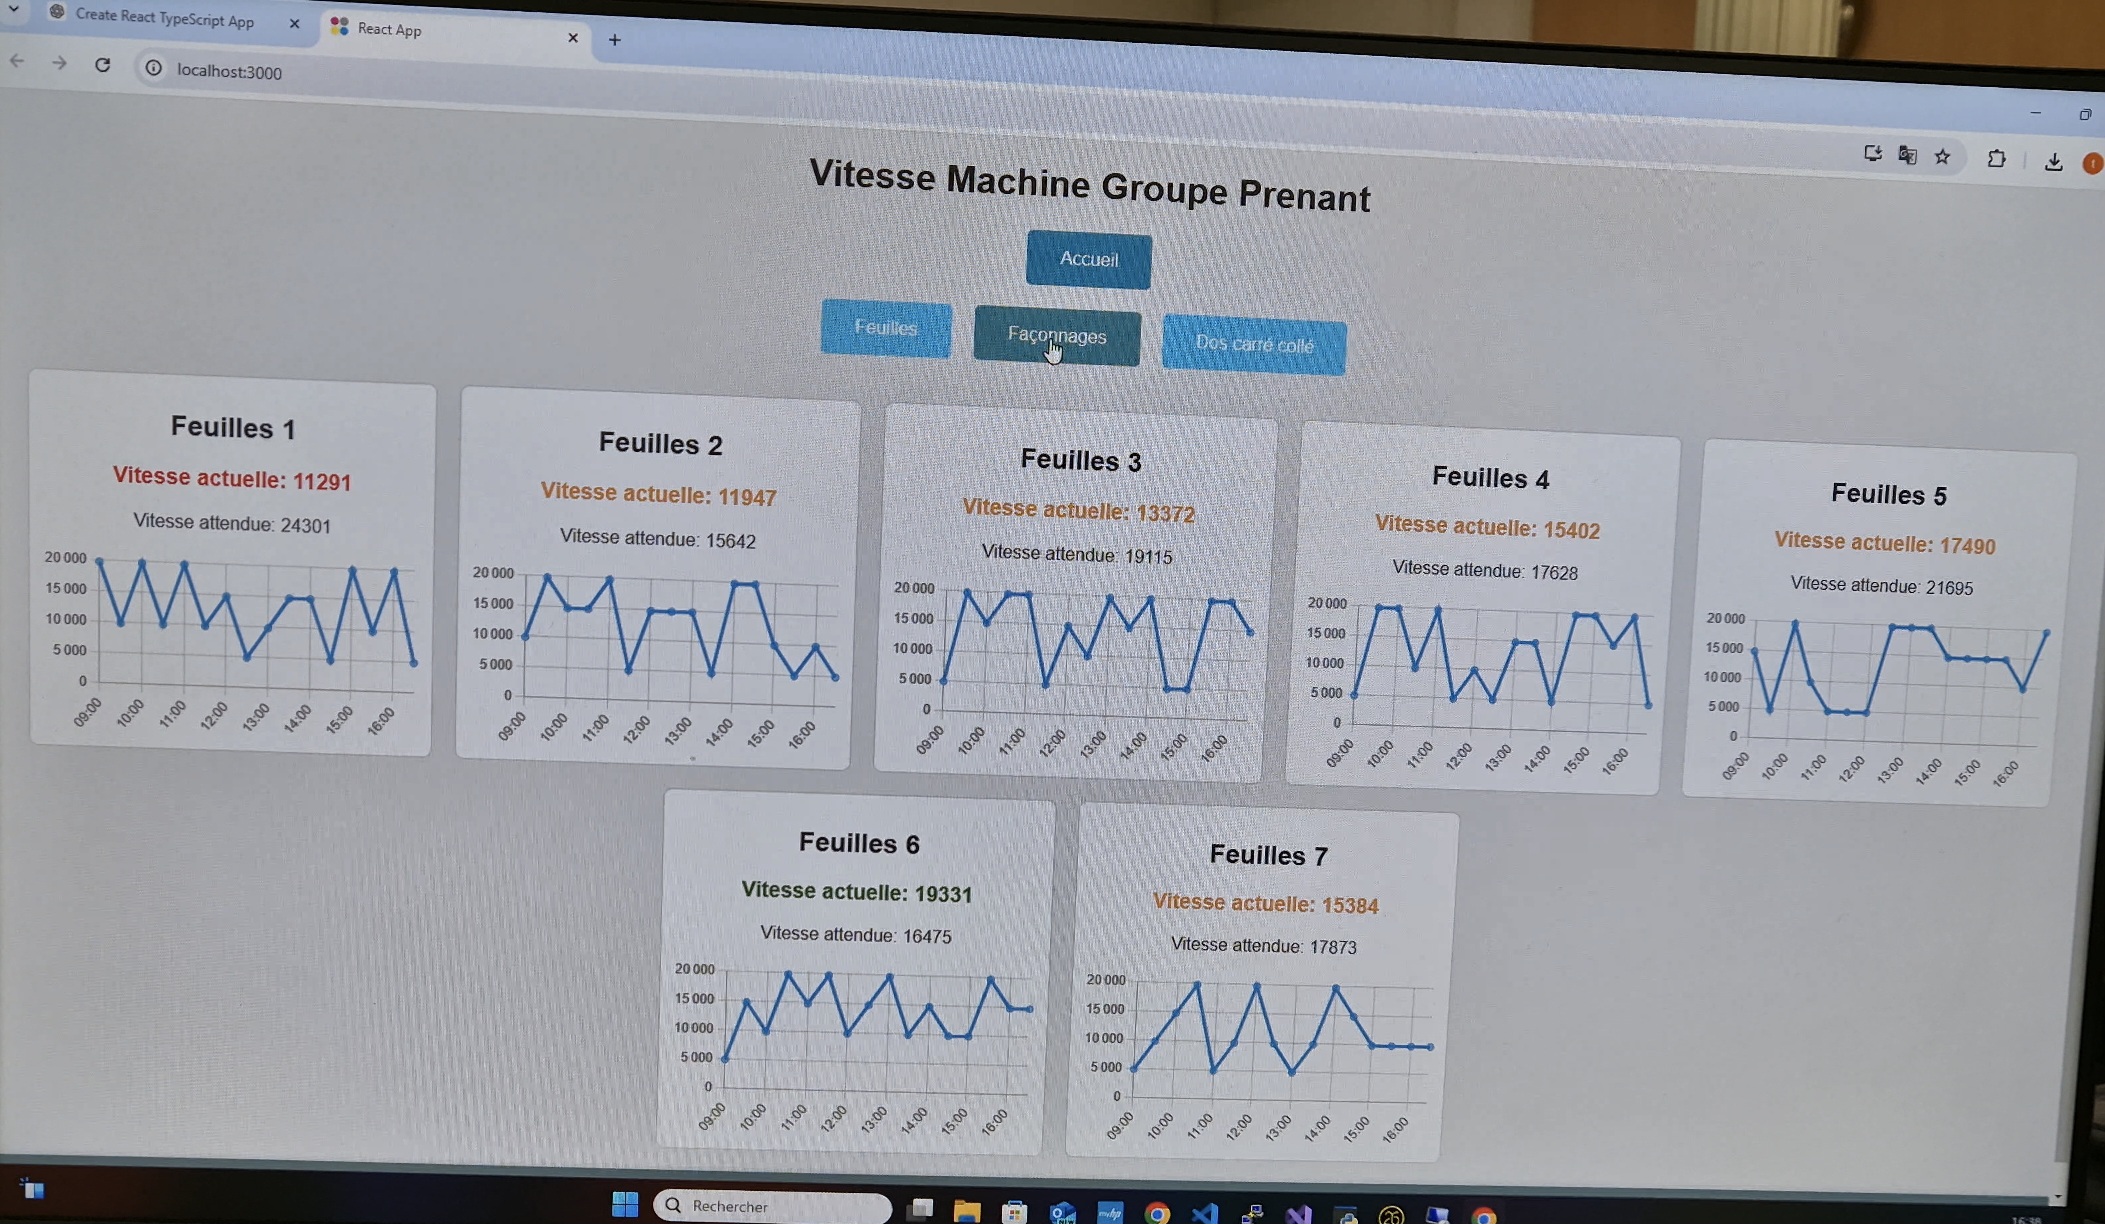 Create React TypeScript App
React App
localhost:3000
Vitesse Machine Groupe Prenant
Accueil
Feuilles
Façonnages
Dos carré collé
Feuilles 1
Vitesse actuelle: 11291
Vitesse attendue: 24301
20 000
15 000
10 000
5 000
0
09:00
10:00
11:00
12:00
13:00
14:00
15:00
16:00
Feuilles 2
Vitesse actuelle: 11947
Vitesse attendue: 15642
20 000
15 000
10 000
5 000
0
09:00
10:00
11:00
12:00
13:00
14:00
15:00
16:00
Feuilles 3
Vitesse actuelle: 13372
Vitesse attendue: 19115
20 000
15 000
10 000
5 000
0
09:00
10:00
11:00
12:00
13:00
14:00
15:00
16:00
Feuilles 4
Vitesse actuelle: 15402
Vitesse attendue: 17628
20 000
15 000
10 000
5 000
0
09:00
10:00
11:00
12:00
13:00
14:00
15:00
16:00
Feuilles 5
Vitesse actuelle: 17490
Vitesse attendue: 21695
20 000
15 000
10 000
5 000
0
09:00
10:00
11:00
12:00
13:00
14:00
15:00
16:00
Feuilles 6
Vitesse actuelle: 19331
Vitesse attendue: 16475
20 000
15 000
10 000
5 000
0
09:00
10:00
11:00
12:00
13:00
14:00
15:00
16:00
Feuilles 7
Vitesse actuelle: 15384
Vitesse attendue: 17873
20 000
15 000
10 000
5 000
0
09:00
10:00
11:00
12:00
13:00
14:00
15:00
16:00
Rechercher
myhp
26